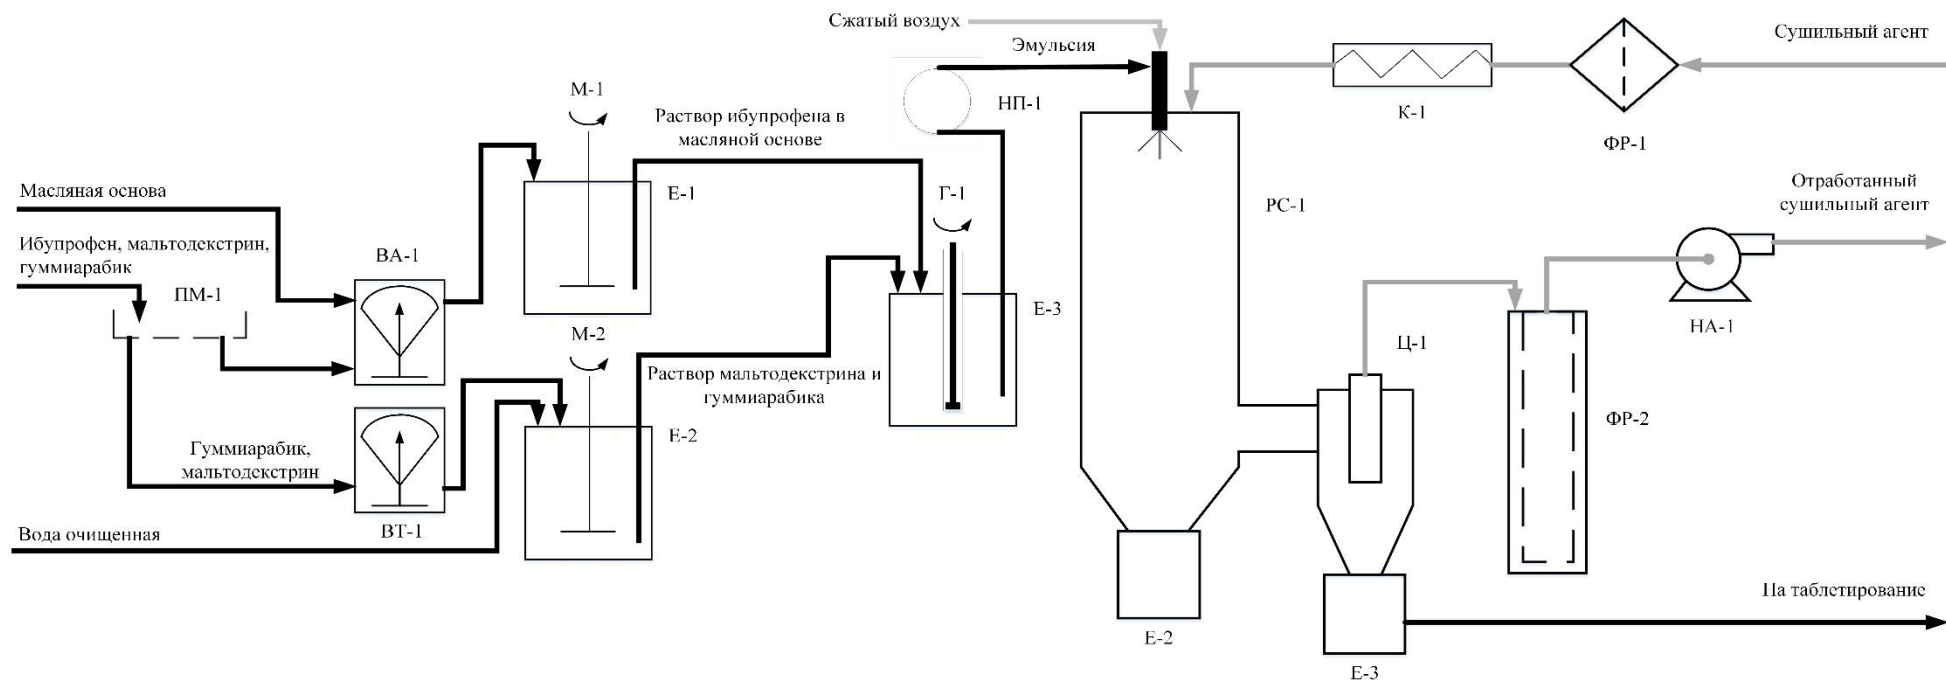 Сжатый воздух
Эмульсия
Сушильный агент
М-1
НП-1
К-1
Раствор ибупрофена в
масляной основе
ФР-1
Масляная основа
Е-1
Г-1
РС-1
Отработанный
сушильный агент
Ибупрофен, мальтодекстрин,
гуммиарабик
ВА-1
ПМ-1
Е-3
НА-1
М-2
Ц-1
Раствор мальтодекстрина и
гуммиарабика
ФР-2
Е-2
Гуммиарабик,
мальтодекстрин
ВТ-1
Вода очищенная
На таблетирование
Е-2
Е-3